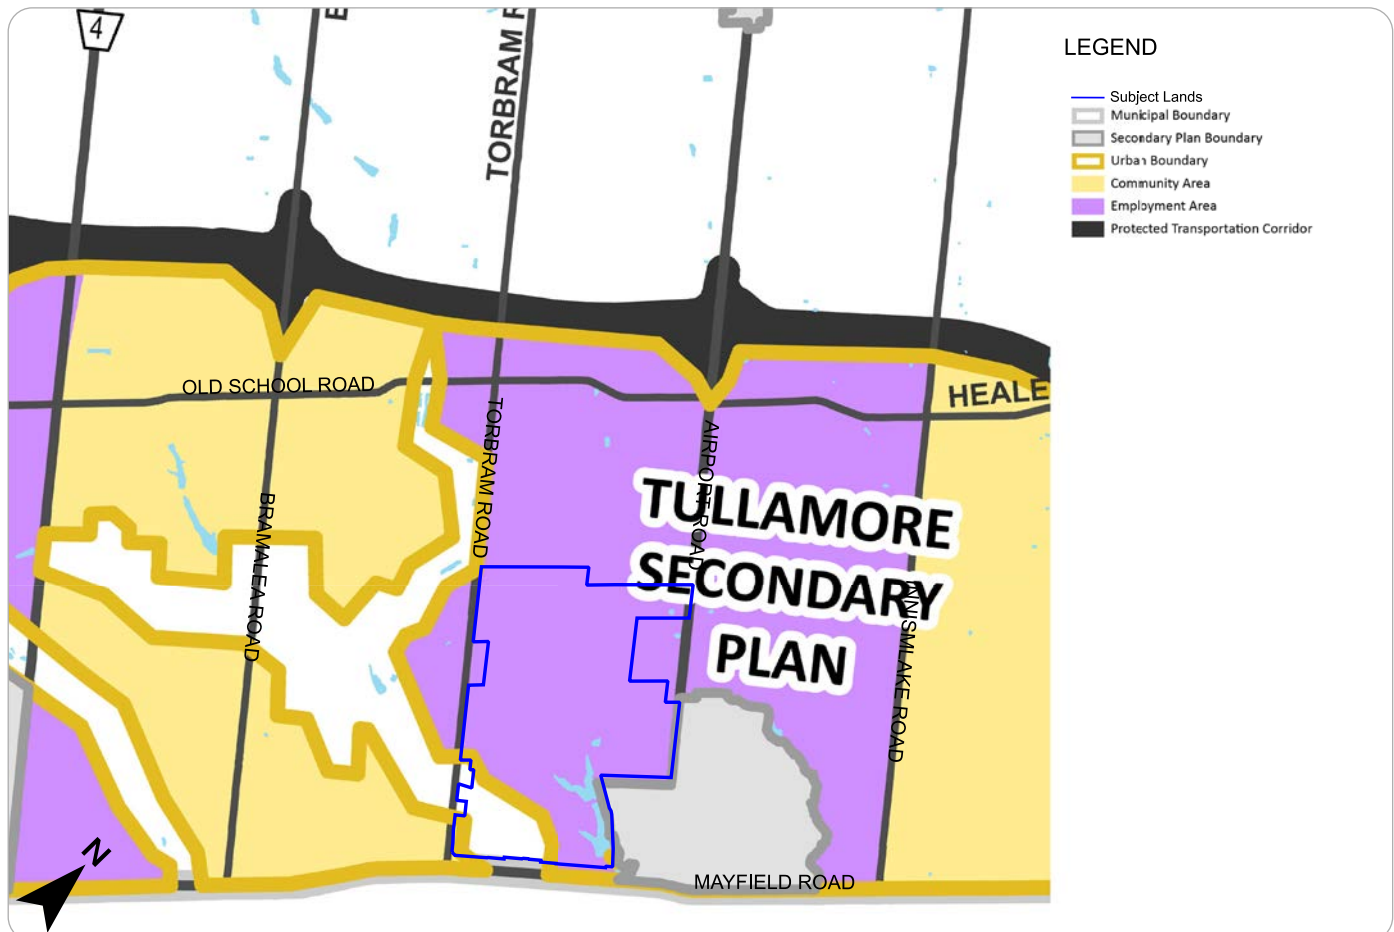 4
TORBRAM R
LEGEND
Subject Lands
Municipal Boundary
Secondary Plan Boundary
Urban Boundary
Community Area
Employment Area
Protected Transportation Corridor
OLD SCHOOL ROAD
HEALE
TORBRAM ROAD
AIRPORT ROAD
BRAMALEA ROAD
TULLAMORE
SECONDARY
PLAN
INNISMLAKE ROAD
MAYFIELD ROAD
N